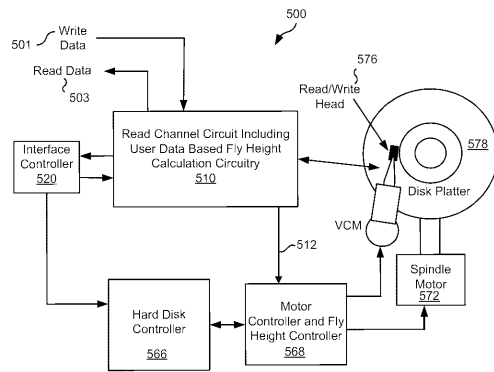 500
501
Write
Data
Read Data
503
576
Read/Write
Head
Read Channel Circuit Including
User Data Based Fly Height
Calculation Circuitry
510
Interface
Controller
520
578
Disk Platter
VCM
512
Spindle
Motor
572
Hard Disk
Controller
566
Motor
Controller and Fly
Height Controller
568